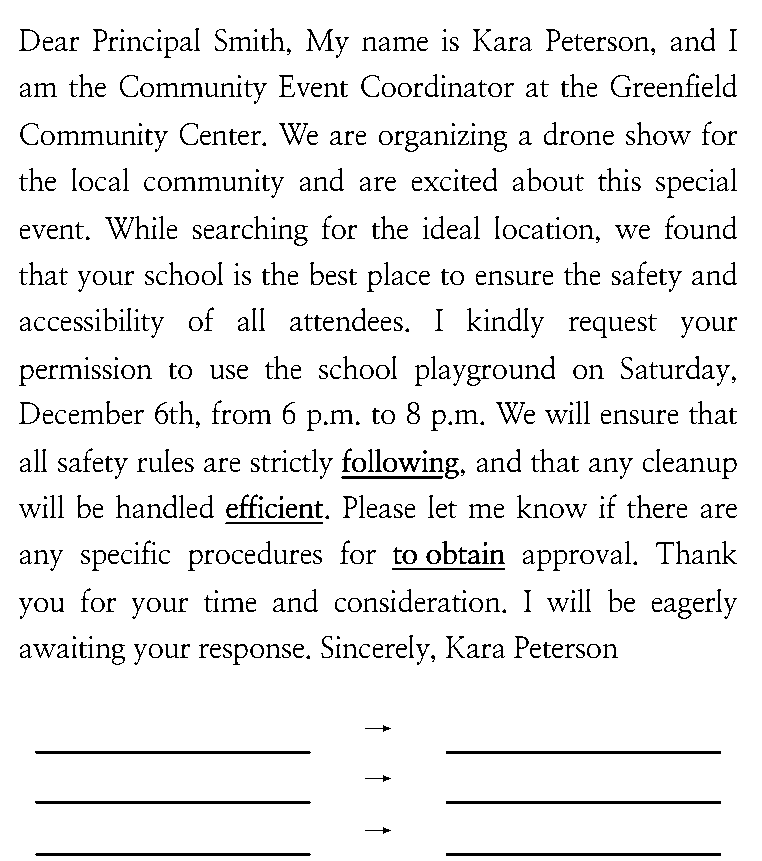 Dear Principal Smith, My name is Kara Peterson, and I
am the Community Event Coordinator at the Greenfield
Community Center. We are organizing a drone show for
the local community and are excited about this special
event. While searching for the ideal location, we found
that your school is the best place to ensure the safety and
accessibility of all attendees. I kindly request your
permission to use the school playground on Saturday,
December 6th, from 6 p.m. to 8 p.m. We will ensure that
all safety rules are strictly following, and that any cleanup
will be handled efficient. Please let me know if there are
any specific procedures for to obtain approval. Thank
you for your time and consideration. I will be eagerly
awaiting your response. Sincerely, Kara Peterson
→
→
→